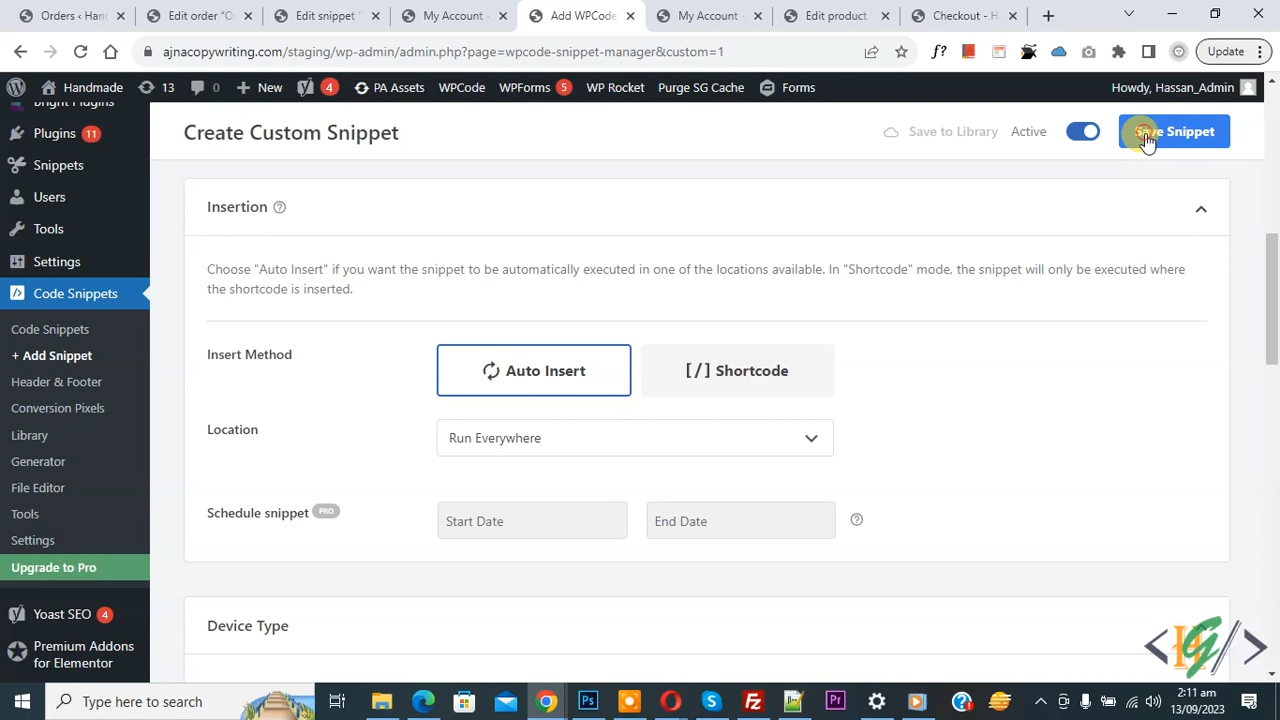 Orders ‹ Han
Edit order "O
Edit snippet "
My Account -
Add WPCode
My Account -
Edit product
Checkout - H
ajnacopywriting.com/staging/wp-admin/admin.php?page=wpcode-snippet-manager&custom=1
f?
Update
Handmade
13
0
New
4
PA Assets
WPCode
WPForms 5
WP Rocket
Purge SG Cache
Forms
Howdy, Hassan_Admin
Bright Plugins
Plugins 11
Snippets
Users
Tools
Settings
Code Snippets
Code Snippets
+ Add Snippet
Header & Footer
Conversion Pixels
Library
Generator
File Editor
Tools
Settings
Upgrade to Pro
Yoast SEO 4
Premium Addons
for Elementor
Create Custom Snippet
Save to Library
Active
Save Snippet
Insertion ?
Choose "Auto Insert" if you want the snippet to be automatically executed in one of the locations available. In "Shortcode" mode, the snippet will only be executed where
the shortcode is inserted.
Insert Method
Auto Insert
[/] Shortcode
Location
Run Everywhere
Schedule snippet PRO
Start Date
End Date
?
Device Type
<HG/>
Type here to search
2:11 am
13/09/2023